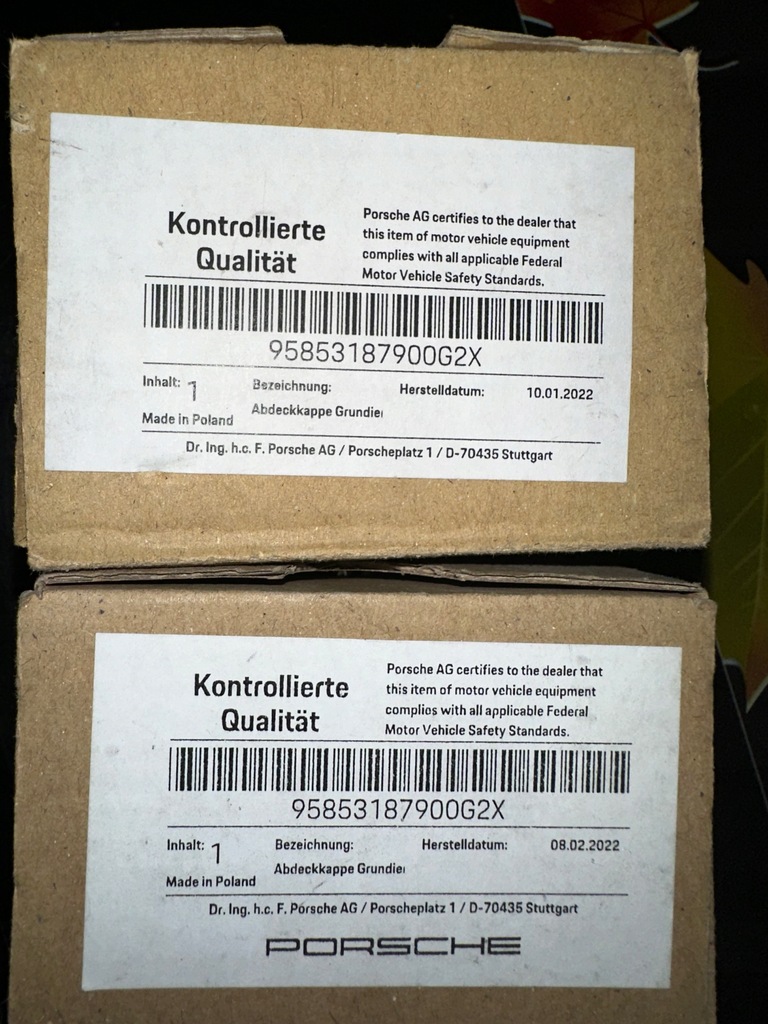 Kontrollierte
Qualität
Porsche AG certifies to the dealer that
this item of motor vehicle equipment
complies with all applicable Federal
Motor Vehicle Safety Standards.
95853187900G2X
Inhalt: 1
Bezeichnung:
Herstelldatum: 10.01.2022
Made in Poland
Abdeckkappe Grundier
Dr. Ing. h.c. F. Porsche AG / Porscheplatz 1 / D-70435 Stuttgart
Kontrollierte
Qualität
Porsche AG certifies to the dealer that
this item of motor vehicle equipment
complies with all applicable Federal
Motor Vehicle Safety Standards.
95853187900G2X
Inhalt: 1
Bezeichnung:
Herstelldatum: 08.02.2022
Made in Poland
Abdeckkappe Grundier
Dr. Ing. h.c. F. Porsche AG / Porscheplatz 1 / D-70435 Stuttgart
PORSCHE